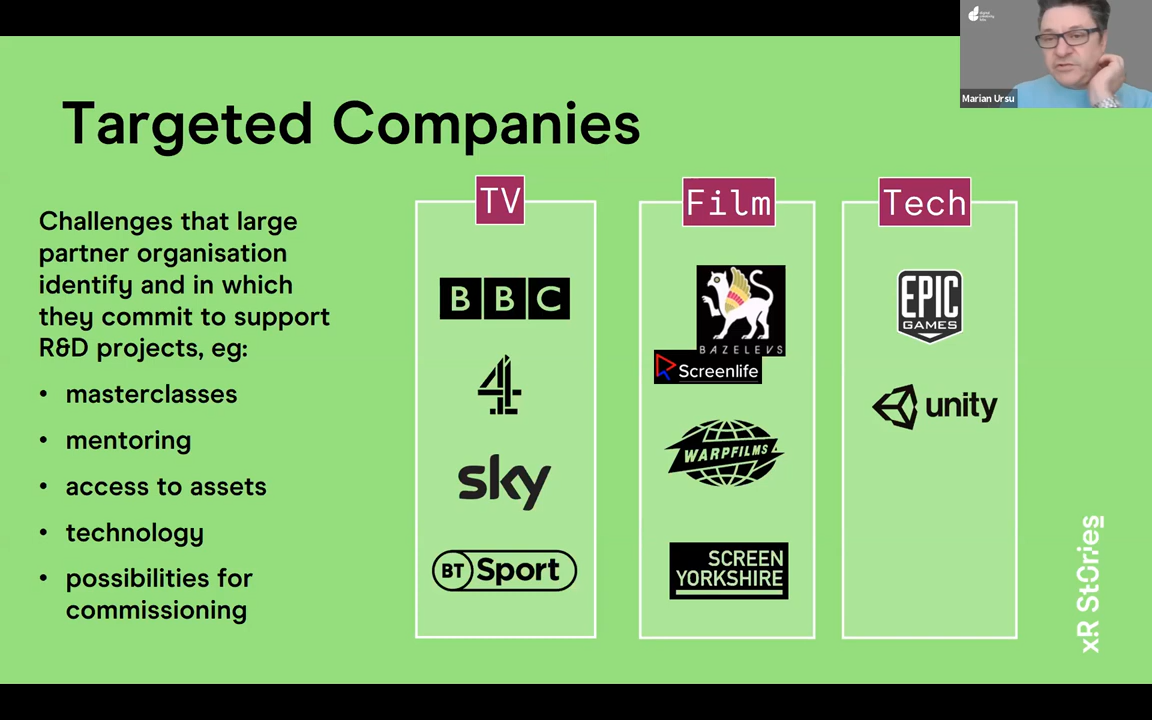 Marian Ursu
Targeted Companies
Challenges that large
partner organisation
identify and in which
they commit to support
R&D projects, eg:
• masterclasses
• mentoring
• access to assets
• technology
• possibilities for
commissioning
TV
BBC
4
sky
BT Sport
Film
BAZELEVS
Screenlife
WARPFILMS
SCREEN
YORKSHIRE
Tech
EPIC
GAMES
unity
xR Stories